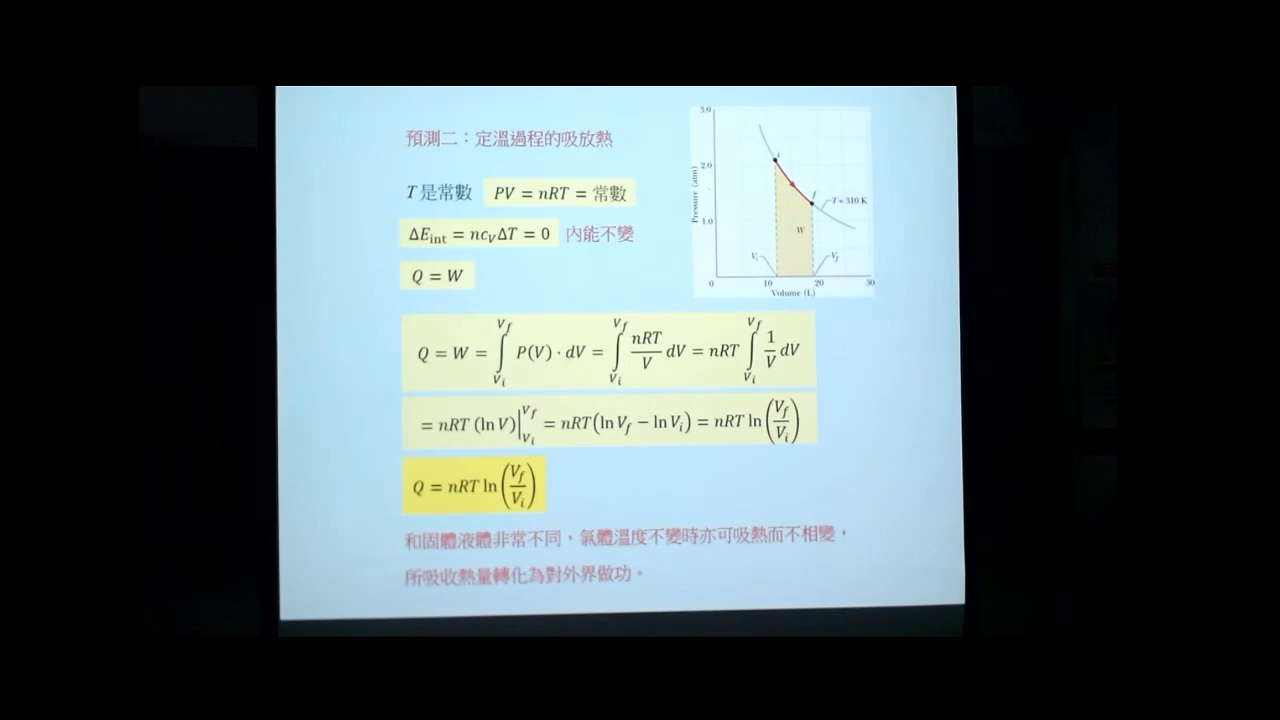 預測二：定溫過程的吸放熱
T 是常數 PV = nRT = 常數
ΔE_int = nc_VΔT = 0 內能不變
Q = W
Q = W = ∫_{V_i}^{V_f} P(V) · dV = ∫_{V_i}^{V_f} nRT/V dV = nRT ∫_{V_i}^{V_f} 1/V dV
= nRT (ln V)|_{V_i}^{V_f} = nRT(ln V_f − ln V_i) = nRT ln(V_f/V_i)
Q = nRT ln(V_f/V_i)
和固體液體非常不同，氣體溫度不變時亦可吸熱而不相變，
所吸收熱量轉化為對外界做功。
3.0
2.0
1.0
Pressure (atm)
i
f
T = 310 K
W
V_i
V_f
0 10 20 30
Volume (L)